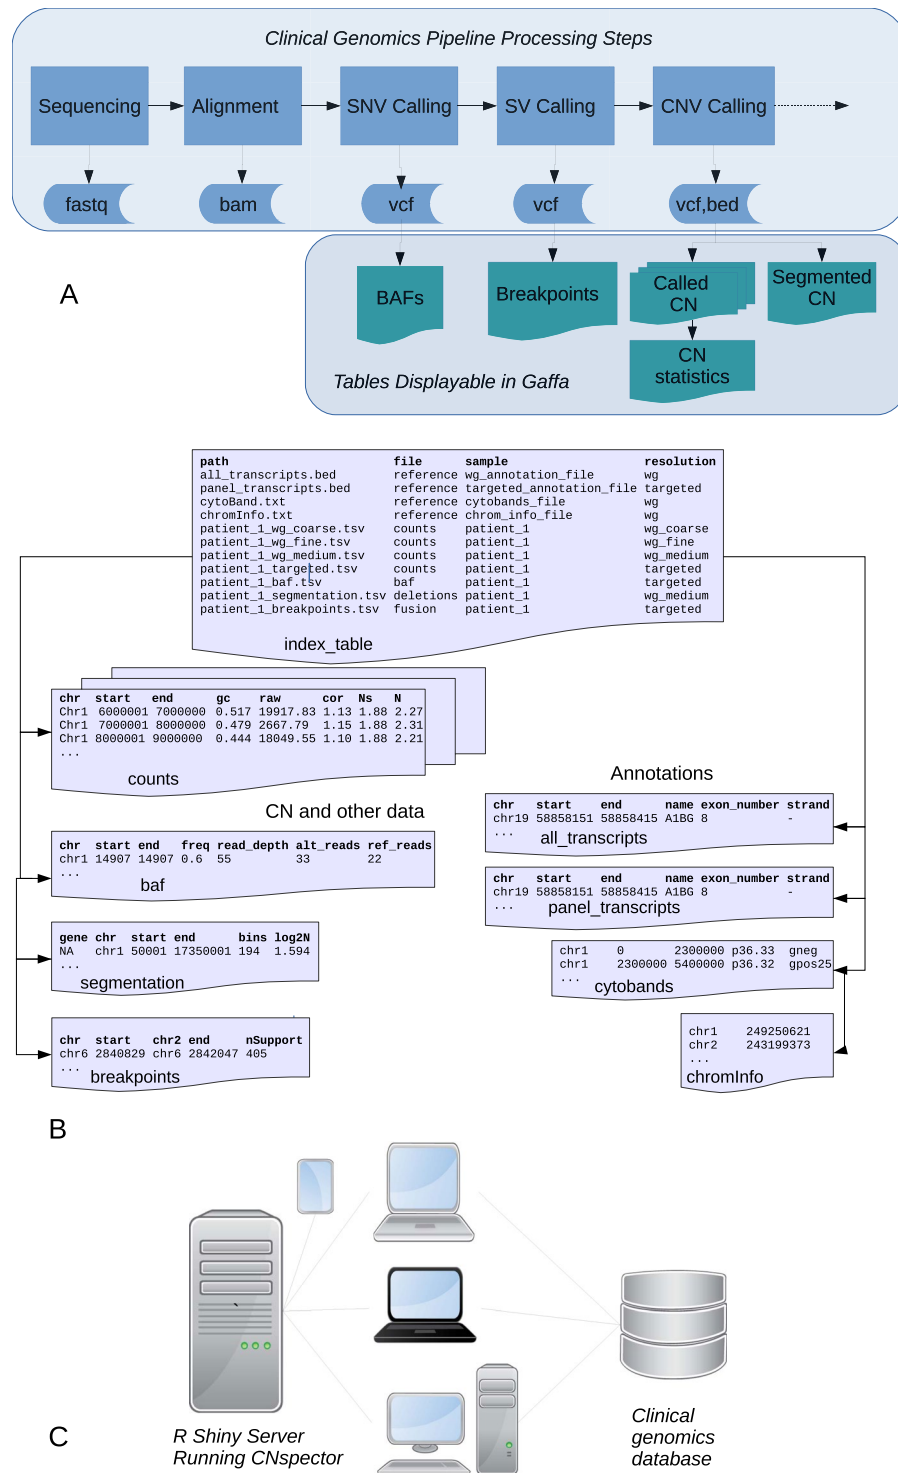 Clinical Genomics Pipeline Processing Steps
Sequencing Alignment SNV Calling SV Calling CNV Calling
fastq bam vcf vcf vcf,bed
A
BAFs
Breakpoints
Called
CN
Segmented
CN
CN
statistics
Tables Displayable in Gaffa
path file sample resolution
all_transcripts.bed reference wg_annotation_file wg
panel_transcripts.bed reference targeted_annotation_file targeted
cytoBand.txt reference cytobands_file wg
chromInfo.txt reference chrom_info_file wg
patient_1_wg_coarse.tsv counts patient_1 wg_coarse
patient_1_wg_fine.tsv counts patient_1 wg_fine
patient_1_wg_medium.tsv counts patient_1 wg_medium
patient_1_targeted.tsv counts patient_1 targeted
patient_1_baf.tsv baf patient_1 targeted
patient_1_segmentation.tsv deletions patient_1 wg_medium
patient_1_breakpoints.tsv fusion patient_1 targeted
index_table
chr start end gc raw cor Ns N
Chr1 6000001 7000000 0.517 19917.83 1.13 1.88 2.27
Chr1 7000001 8000000 0.479 2667.79 1.15 1.88 2.31
Chr1 8000001 9000000 0.444 18049.55 1.10 1.88 2.21
...
counts
CN and other data
chr start end freq read_depth alt_reads ref_reads
chr1 14907 14907 0.6 55 33 22
...
baf
gene chr start end bins log2N
NA chr1 50001 17350001 194 1.594
...
segmentation
chr start chr2 end nSupport
chr6 2840829 chr6 2842047 405
...
breakpoints
Annotations
chr start end name exon_number strand
chr19 58858151 58858415 A1BG 8 -
...
all_transcripts
chr start end name exon_number strand
chr19 58858151 58858415 A1BG 8 -
...
panel_transcripts
chr1 0 2300000 p36.33 gneg
chr1 2300000 5400000 p36.32 gpos25
...
cytobands
chr1 249250621
chr2 243199373
...
chromInfo
B
C
R Shiny Server
Running CNspector
Clinical
genomics
database